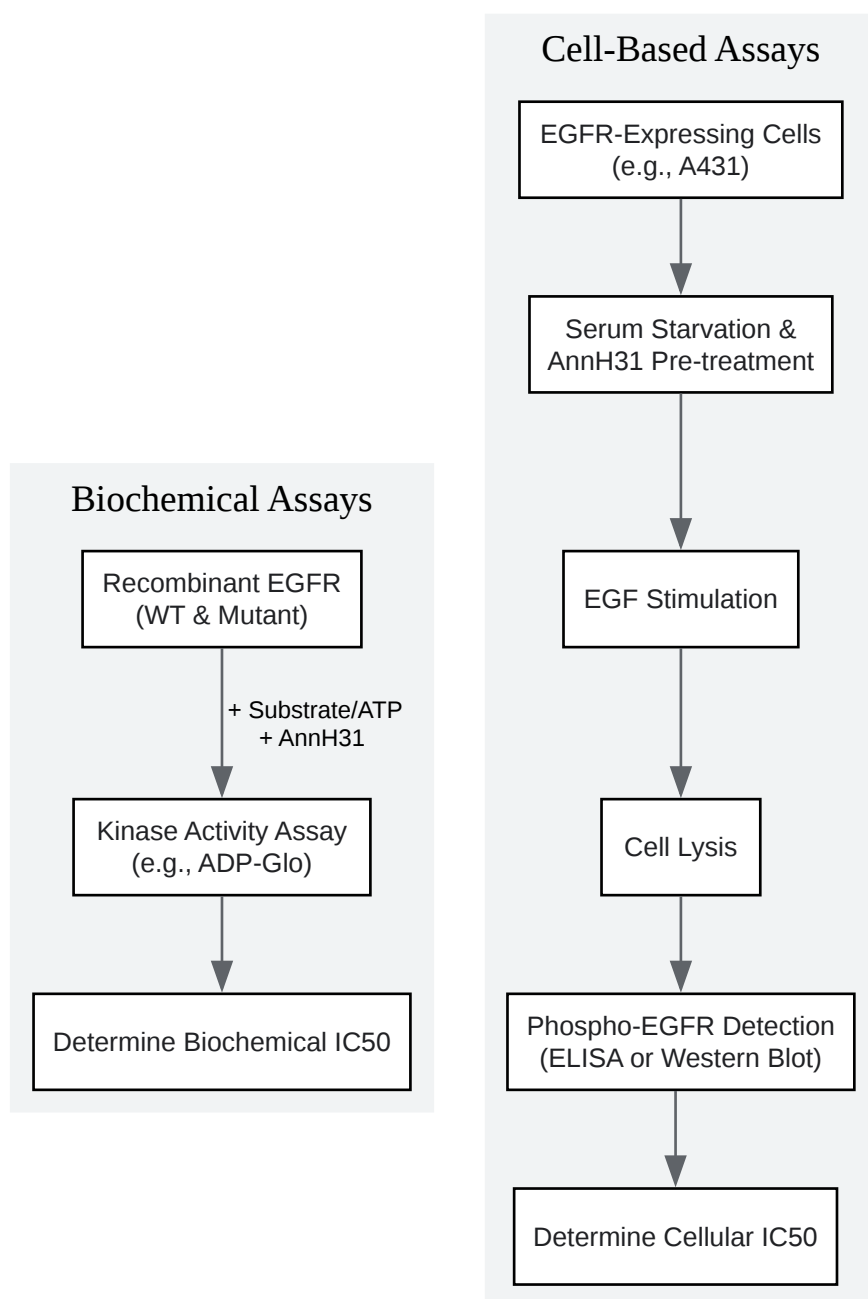 Biochemical Assays
Recombinant EGFR
(WT & Mutant)
+ Substrate/ATP
+ AnnH31
Kinase Activity Assay
(e.g., ADP-Glo)
Determine Biochemical IC50
Cell-Based Assays
EGFR-Expressing Cells
(e.g., A431)
Serum Starvation &
AnnH31 Pre-treatment
EGF Stimulation
Cell Lysis
Phospho-EGFR Detection
(ELISA or Western Blot)
Determine Cellular IC50